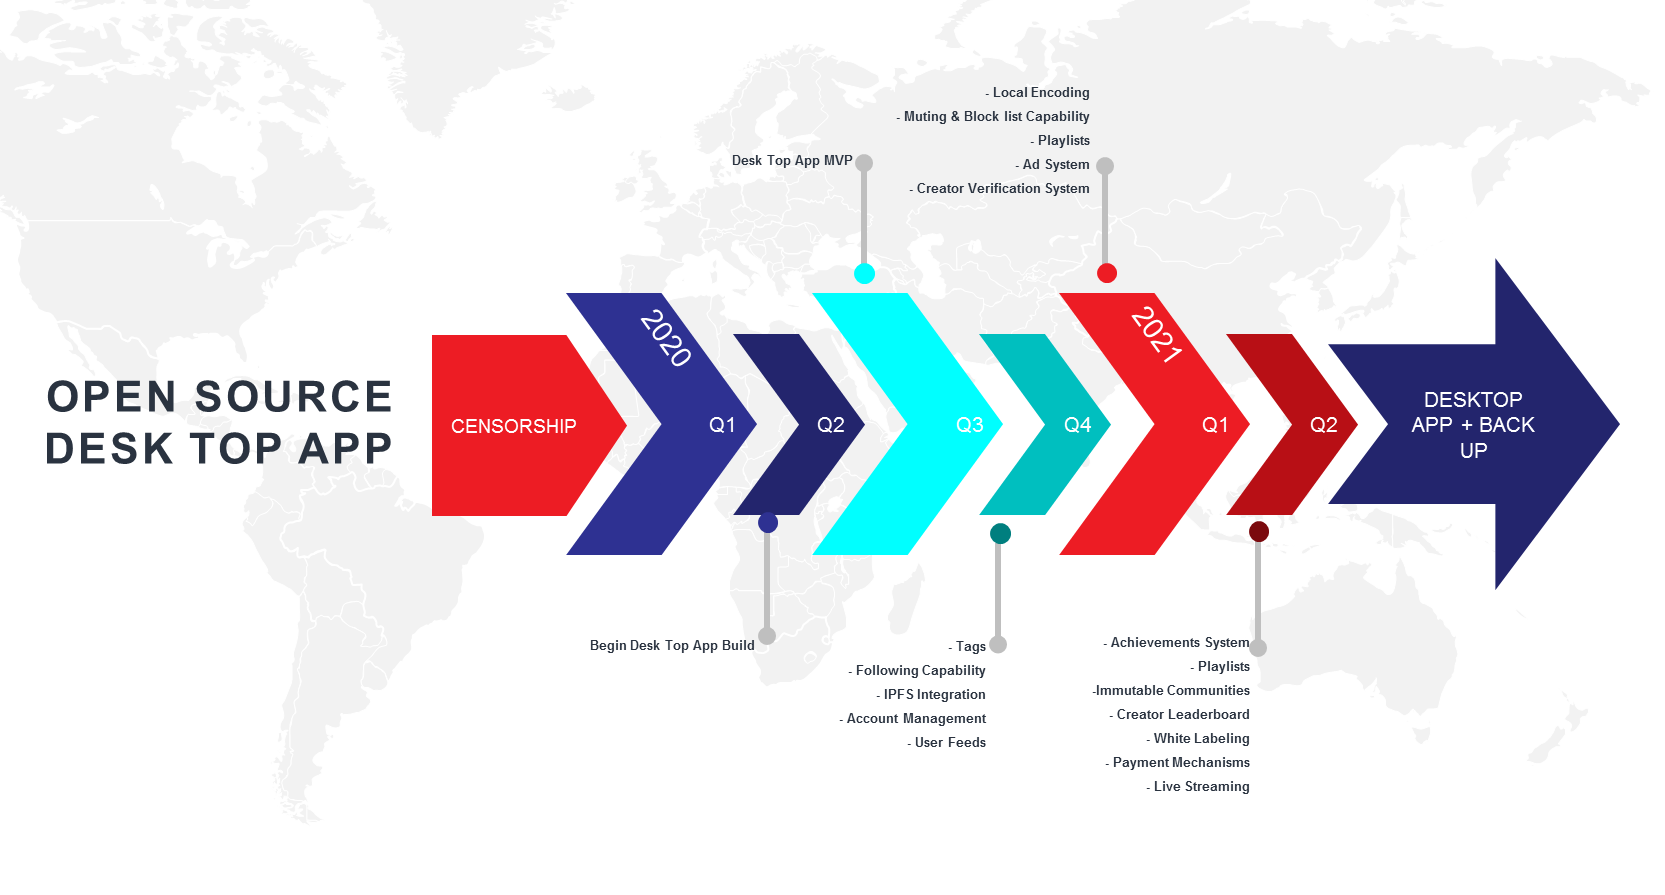 OPEN SOURCE
DESK TOP APP
CENSORSHIP
2020
Q1
Q2
Q3
Q4
2021
Q1
Q2
DESKTOP
APP + BACK
UP
Begin Desk Top App Build
Desk Top App MVP
- Tags
- Following Capability
- IPFS Integration
- Account Management
- User Feeds
- Local Encoding
- Muting & Block list Capability
- Playlists
- Ad System
- Creator Verification System
- Achievements System
- Playlists
-Immutable Communities
- Creator Leaderboard
- White Labeling
- Payment Mechanisms
- Live Streaming